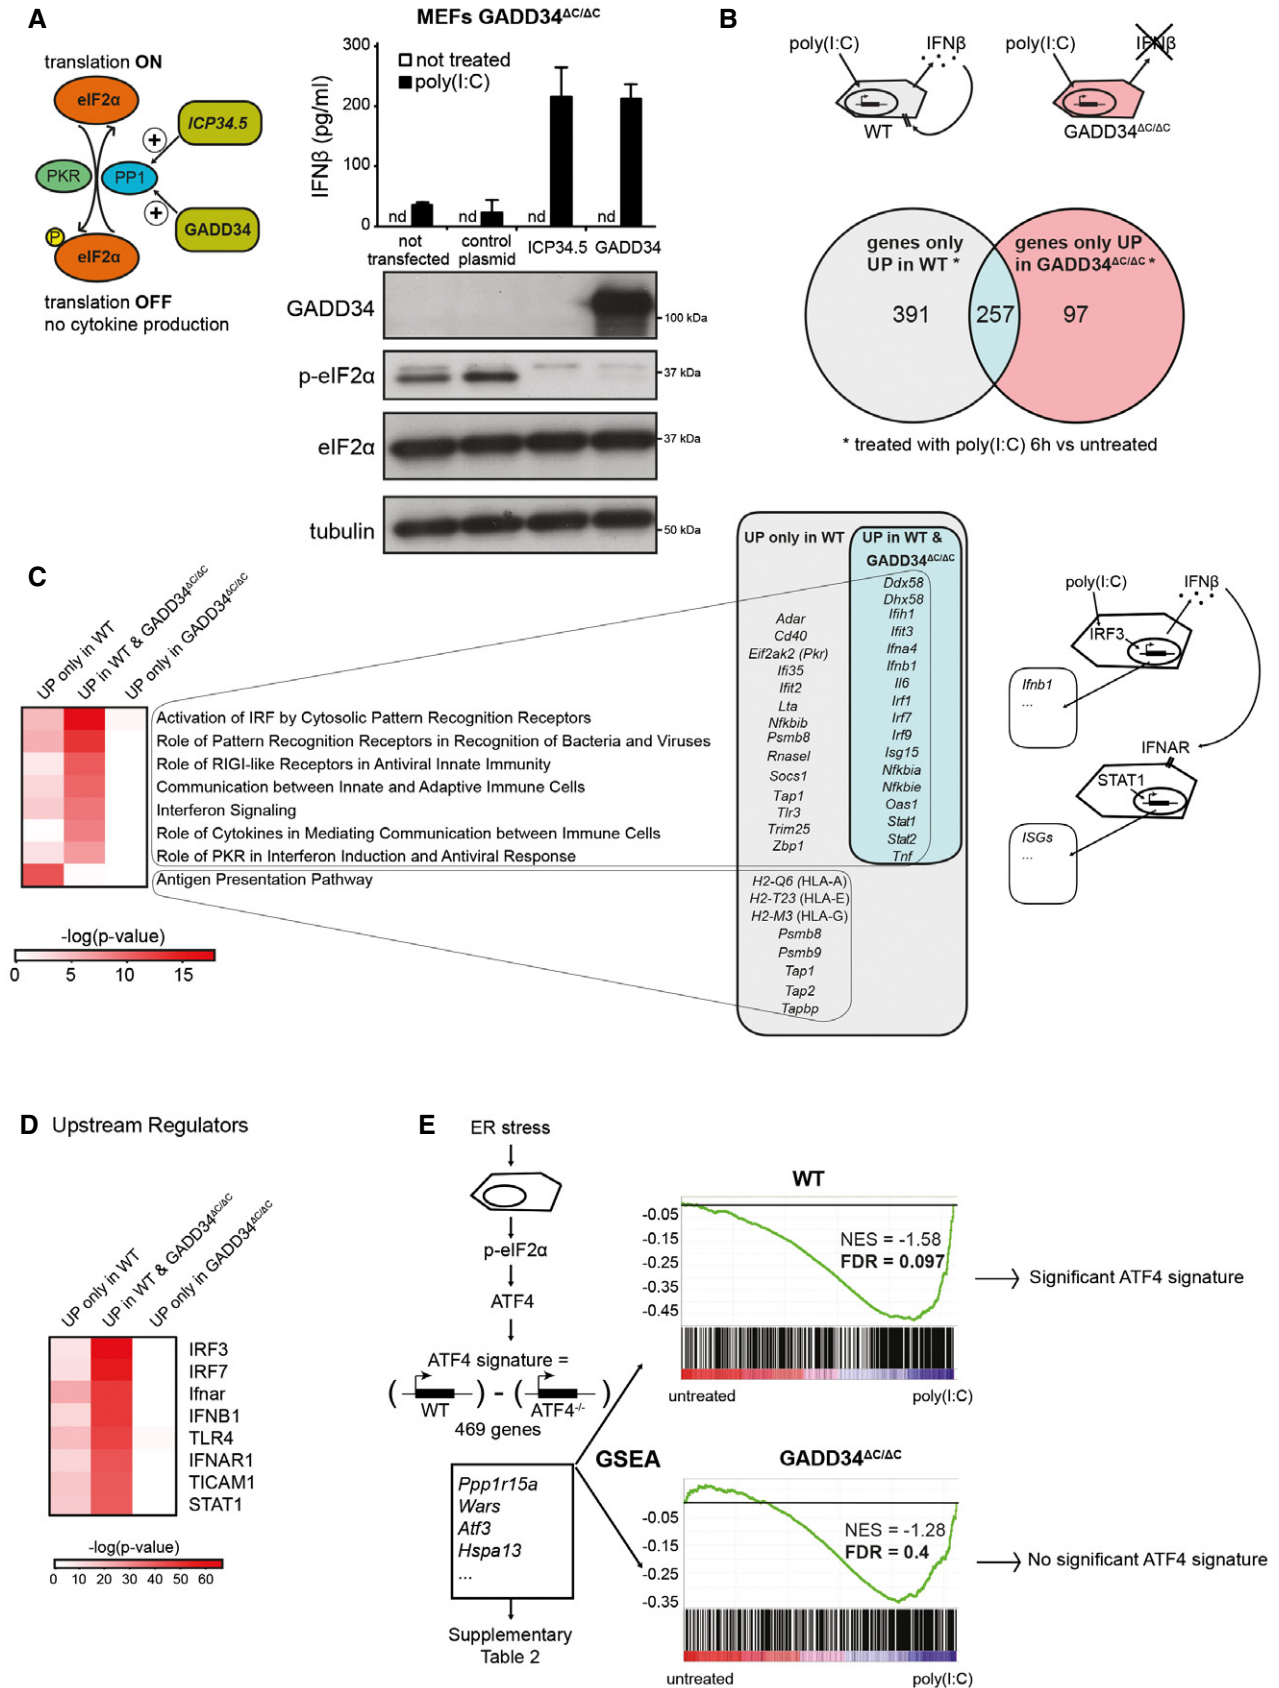 A
translation ON
eIF2α
ICP34.5
+
PKR
PP1
+
GADD34
P
eIF2α
translation OFF
no cytokine production
MEFs GADD34ΔC/ΔC
not treated
poly(I:C)
IFNβ (pg/ml)
300
200
100
0
nd nd nd nd
not transfected
control plasmid
ICP34.5
GADD34
GADD34
100 kDa
p-eIF2α
37 kDa
eIF2α
37 kDa
tubulin
50 kDa
B
poly(I:C)
IFNβ
WT
poly(I:C)
IFNβ
GADD34ΔC/ΔC
genes only
UP in WT *
genes only UP
in GADD34ΔC/ΔC *
391
257
97
* treated with poly(I:C) 6h vs untreated
C
UP only in WT
UP in WT & GADD34ΔC/ΔC
UP only in GADD34ΔC/ΔC
Activation of IRF by Cytosolic Pattern Recognition Receptors
Role of Pattern Recognition Receptors in Recognition of Bacteria and Viruses
Role of RIGI-like Receptors in Antiviral Innate Immunity
Communication between Innate and Adaptive Immune Cells
Interferon Signaling
Role of Cytokines in Mediating Communication between Immune Cells
Role of PKR in Interferon Induction and Antiviral Response
Antigen Presentation Pathway
-log(p-value)
0 5 10 15
UP only in WT
Adar
Cd40
Eif2ak2 (Pkr)
Ifi35
Ifit2
Lta
Nfkbib
Psmb8
Rnasel
Socs1
Tap1
Tlr3
Trim25
Zbp1
H2-Q6 (HLA-A)
H2-T23 (HLA-E)
H2-M3 (HLA-G)
Psmb8
Psmb9
Tap1
Tap2
Tapbp
UP in WT &
GADD34ΔC/ΔC
Ddx58
Dhx58
Ifih1
Ifit3
Ifna4
Ifnb1
Il6
Irf1
Irf7
Irf9
Isg15
Nfkbia
Nfkbie
Oas1
Stat1
Stat2
Tnf
poly(I:C)
IFNβ
IRF3
Ifnb1
...
IFNAR
STAT1
ISGs
...
D
Upstream Regulators
UP only in WT
UP in WT & GADD34ΔC/ΔC
UP only in GADD34ΔC/ΔC
IRF3
IRF7
Ifnar
IFNB1
TLR4
IFNAR1
TICAM1
STAT1
-log(p-value)
0 10 20 30 40 50 60
E
ER stress
p-eIF2α
ATF4
ATF4 signature =
( WT ) - ( ATF4-/- )
469 genes
Ppp1r15a
Wars
Atf3
Hspa13
...
Supplementary
Table 2
GSEA
WT
-0.05
-0.15
-0.25
-0.35
-0.45
NES = -1.58
FDR = 0.097
untreated
poly(I:C)
Significant ATF4 signature
GADD34ΔC/ΔC
-0.05
-0.15
-0.25
-0.35
NES = -1.28
FDR = 0.4
untreated
poly(I:C)
No significant ATF4 signature